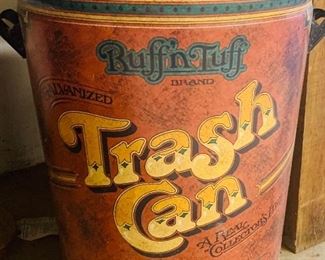 Ruff'n Tuff
BRAND
GALVANIZED
Trash
Can
A Real
Collector's